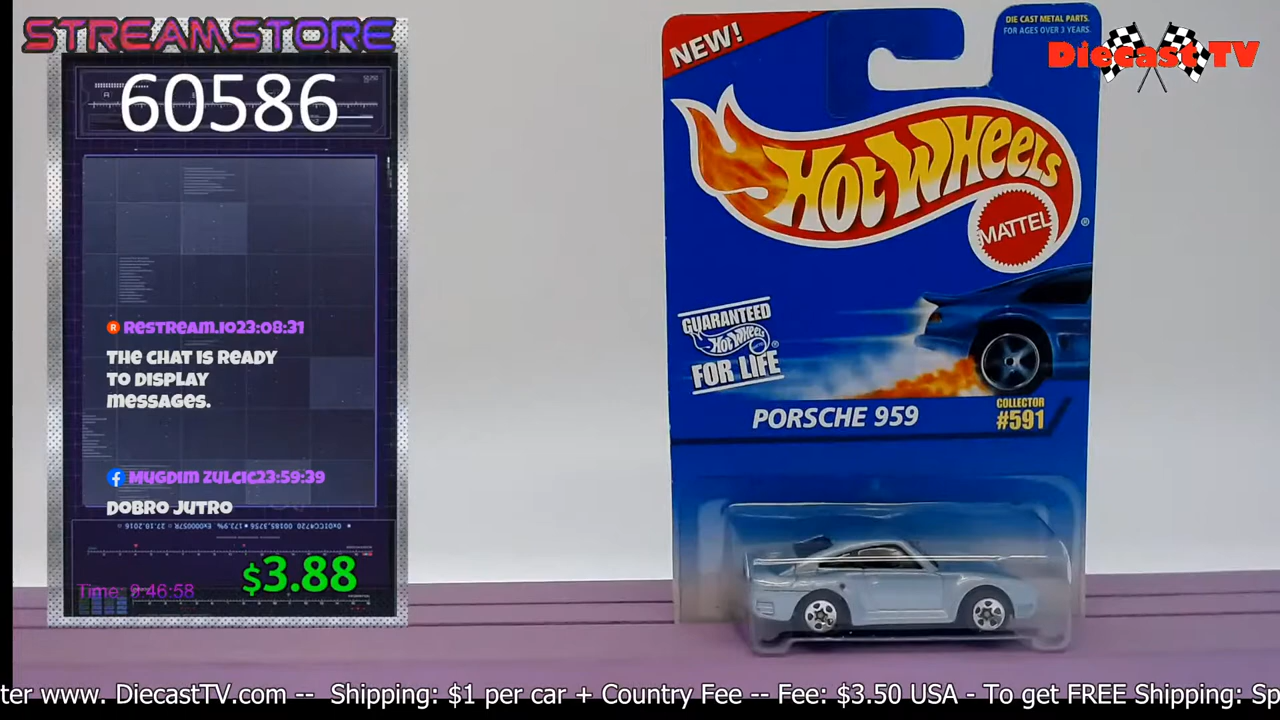 STREAMSTORE
60586
RESTREAM.IO23:08:31
THE CHAT IS READY
TO DISPLAY
MESSAGES.
MUGDIM ZULCIC23:59:39
DOBRO JUTRO
Time: 9:46:58
$3.88
NEW!
DIE CAST METAL PARTS.
FOR AGES OVER 3 YEARS.
Diecast TV
HOT WHEELS
MATTEL
®
GUARANTEED
HOT WHEELS
®
FOR LIFE
PORSCHE 959
COLLECTOR
#591
ter www. DiecastTV.com -- Shipping: $1 per car + Country Fee -- Fee: $3.50 USA - To get FREE Shipping: Sp